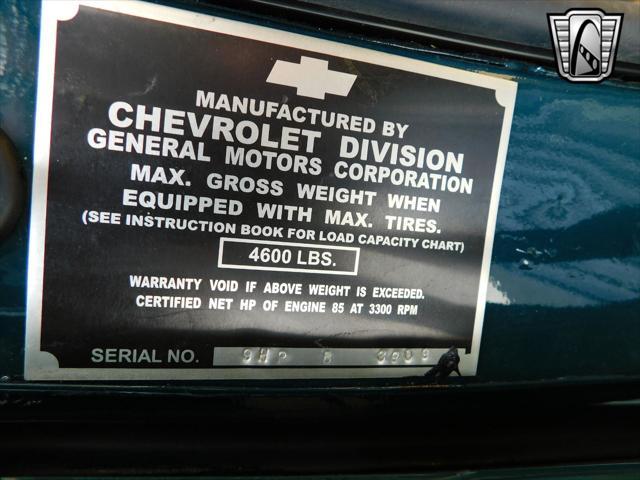 MANUFACTURED BY
CHEVROLET DIVISION
GENERAL MOTORS CORPORATION
MAX. GROSS WEIGHT WHEN
EQUIPPED WITH MAX. TIRES.
(SEE INSTRUCTION BOOK FOR LOAD CAPACITY CHART)
4600 LBS.
WARRANTY VOID IF ABOVE WEIGHT IS EXCEEDED.
CERTIFIED NET HP OF ENGINE 85 AT 3300 RPM
SERIAL NO.